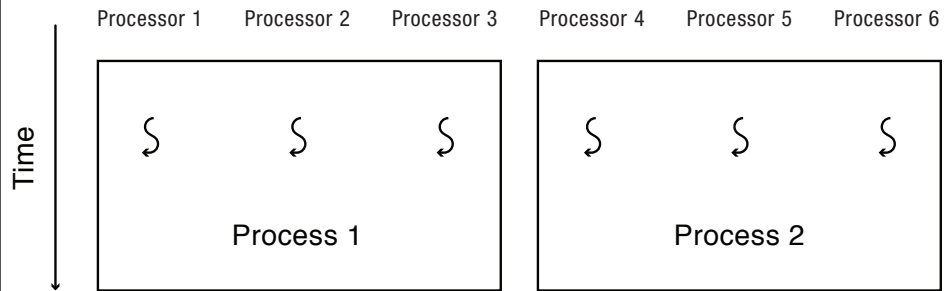 Processor 1 Processor 2 Processor 3 Processor 4 Processor 5 Processor 6
Time
Process 1 Process 2